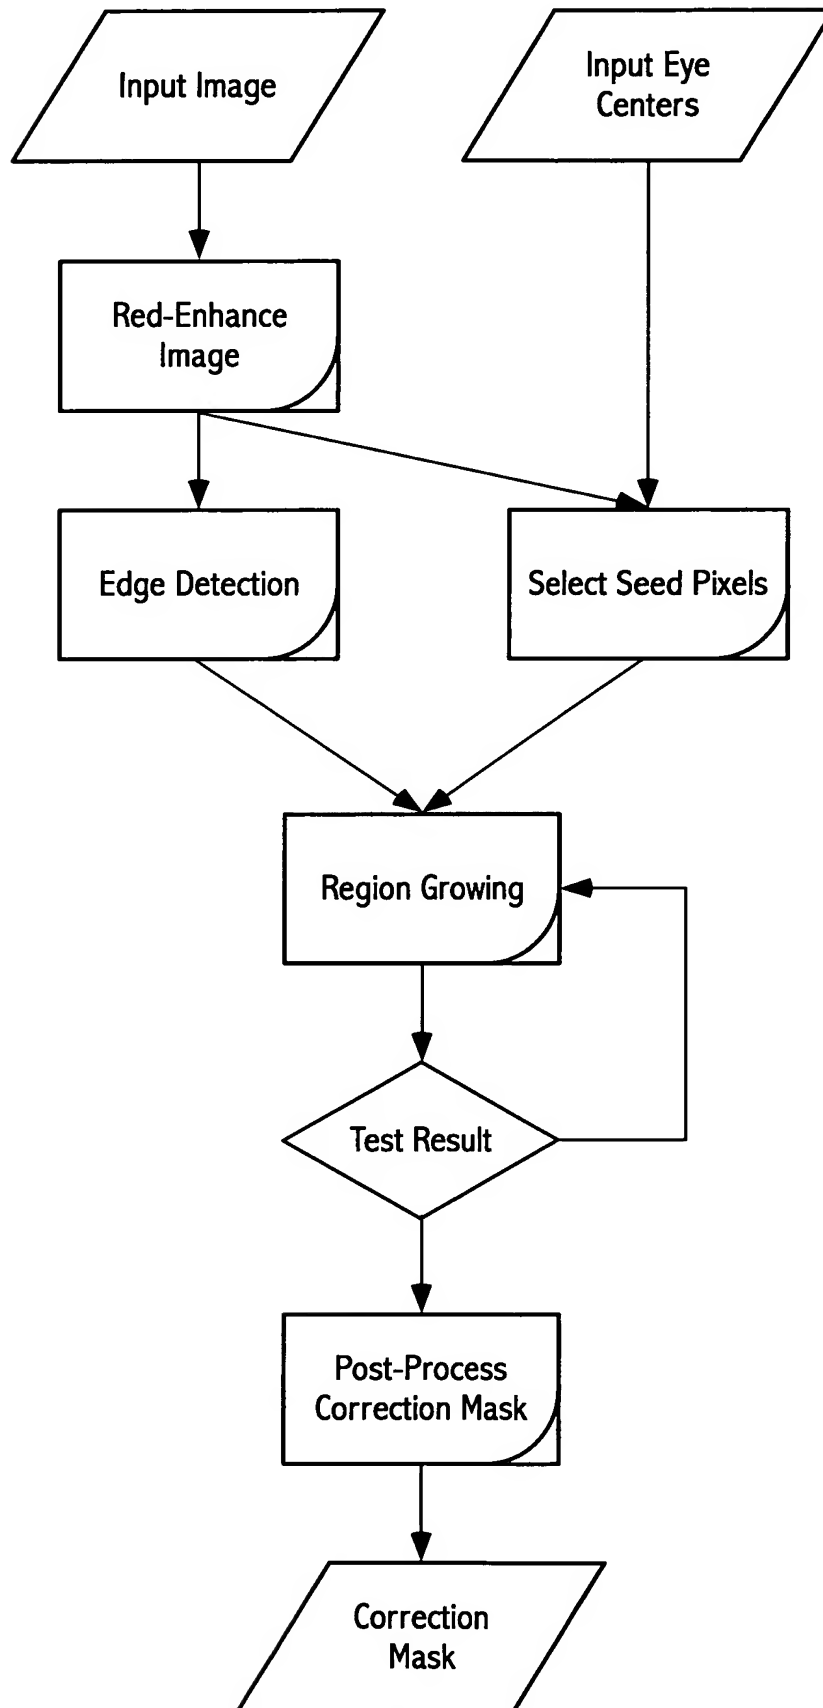 Input Image
Input Eye
Centers
Red-Enhance
Image
Edge Detection
Select Seed Pixels
Region Growing
Test Result
Post-Process
Correction Mask
Correction
Mask